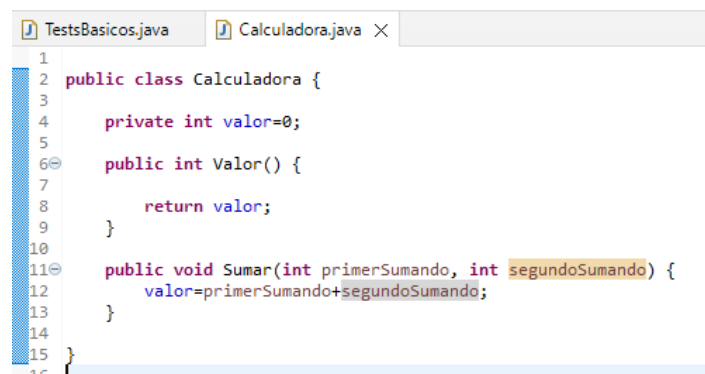 TestsBasicos.java Calculadora.java
1
2 public class Calculadora {
3
4 private int valor=0;
5
6 public int Valor() {
7
8 return valor;
9 }
10
11 public void Sumar(int primerSumando, int segundoSumando) {
12 valor=primerSumando+segundoSumando;
13 }
14
15 }
16